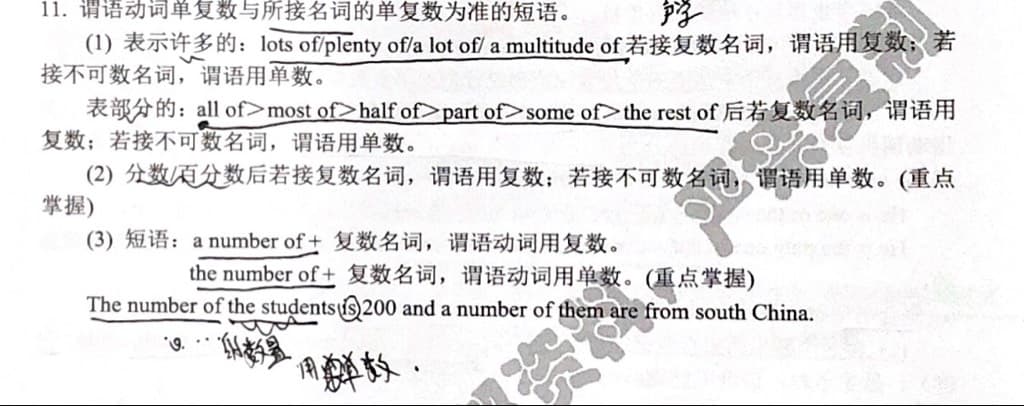 11. 谓语动词单复数与所接名词的单复数为准的短语。
(1) 表示许多的：lots of/plenty of/a lot of/ a multitude of 若接复数名词，谓语用复数；若
接不可数名词，谓语用单数。
表部分的：all of>most of>half of>part of>some of>the rest of 后若复数名词，谓语用
复数；若接不可数名词，谓语用单数。
(2) 分数/百分数后若接复数名词，谓语用复数；若接不可数名词，谓语用单数。(重点
掌握)
(3) 短语：a number of + 复数名词，谓语动词用复数。
the number of + 复数名词，谓语动词用单数。(重点掌握)
The number of the students is 200 and a number of them are from south China.
的数量
用单数.